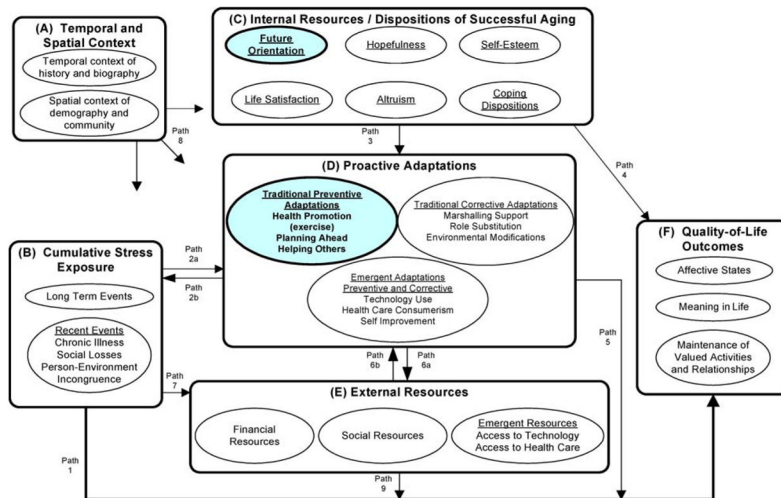 (A) Temporal and
Spatial Context
Temporal context of
history and biography
Spatial context of
demography and
community
Path
8
(C) Internal Resources / Dispositions of Successful Aging
Future
Orientation
Hopefulness
Self-Esteem
Life Satisfaction
Altruism
Coping
Dispositions
Path
3
Path
4
(D) Proactive Adaptations
Traditional Preventive
Adaptations
Health Promotion
(exercise)
Planning Ahead
Helping Others
Traditional Corrective Adaptations
Marshalling Support
Role Substitution
Environmental Modifications
Emergent Adaptations
Preventive and Corrective
Technology Use
Health Care Consumerism
Self Improvement
(B) Cumulative Stress
Exposure
Long Term Events
Recent Events
Chronic Illness
Social Losses
Person-Environment
Incongruence
Path
2a
Path
2b
Path
5
Path
6b
Path
6a
Path
7
Path
1
(E) External Resources
Financial
Resources
Social Resources
Emergent Resources
Access to Technology
Access to Health Care
Path
9
(F) Quality-of-Life
Outcomes
Affective States
Meaning in Life
Maintenance of
Valued Activities
and Relationships